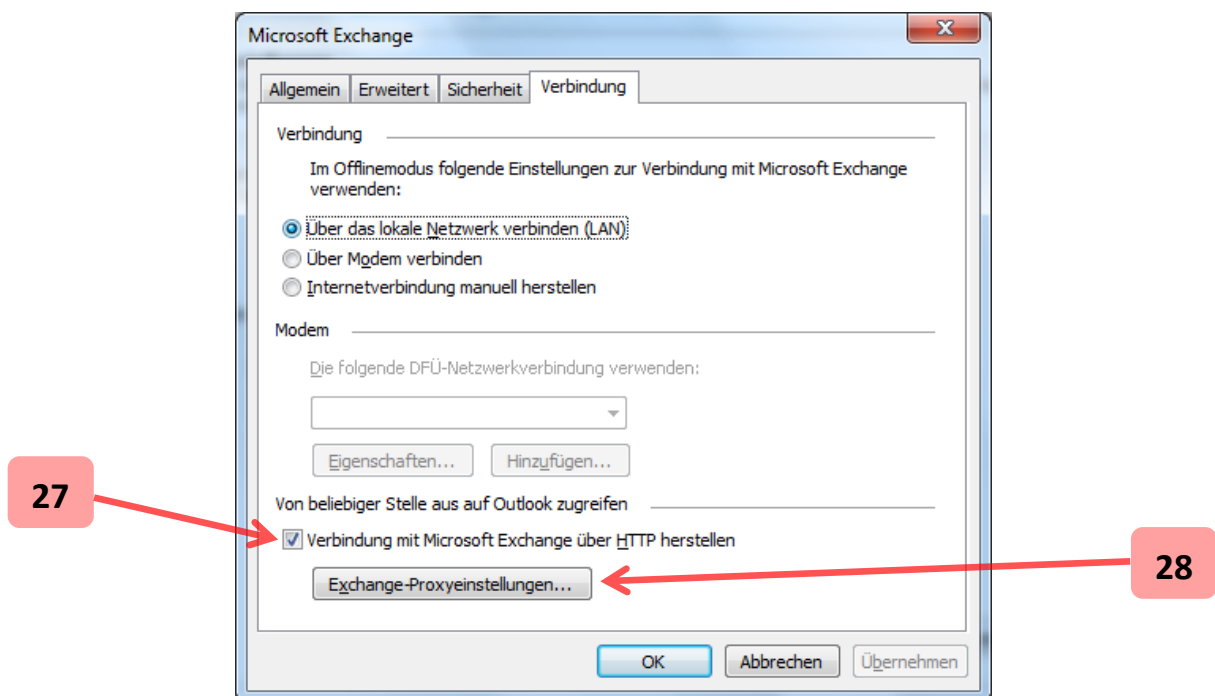 Microsoft Exchange
Allgemein Erweitert Sicherheit Verbindung
Verbindung
Im Offlinemodus folgende Einstellungen zur Verbindung mit Microsoft Exchange
verwenden:
Über das lokale Netzwerk verbinden (LAN)
Über Modem verbinden
Internetverbindung manuell herstellen
Modem
Die folgende DFÜ-Netzwerkverbindung verwenden:
Eigenschaften... Hinzufügen...
27
Von beliebiger Stelle aus auf Outlook zugreifen
Verbindung mit Microsoft Exchange über HTTP herstellen
Exchange-Proxyeinstellungen...
28
OK Abbrechen Übernehmen